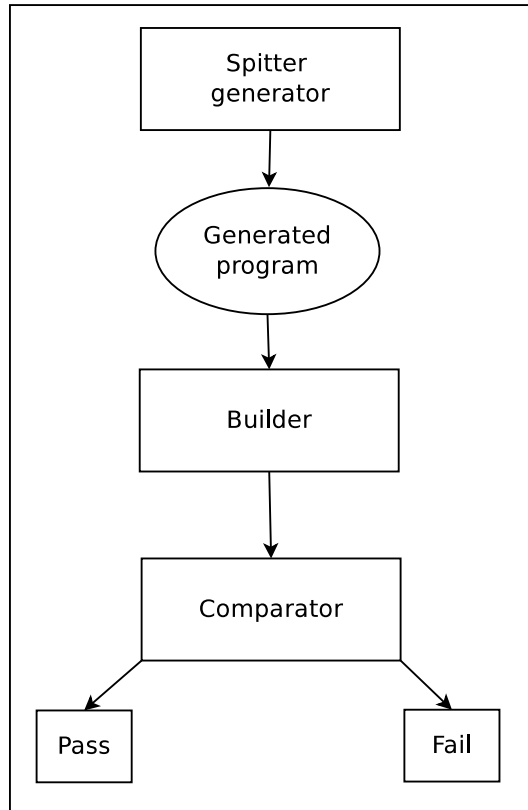 Spitter
generator
Generated
program
Builder
Comparator
Pass
Fail